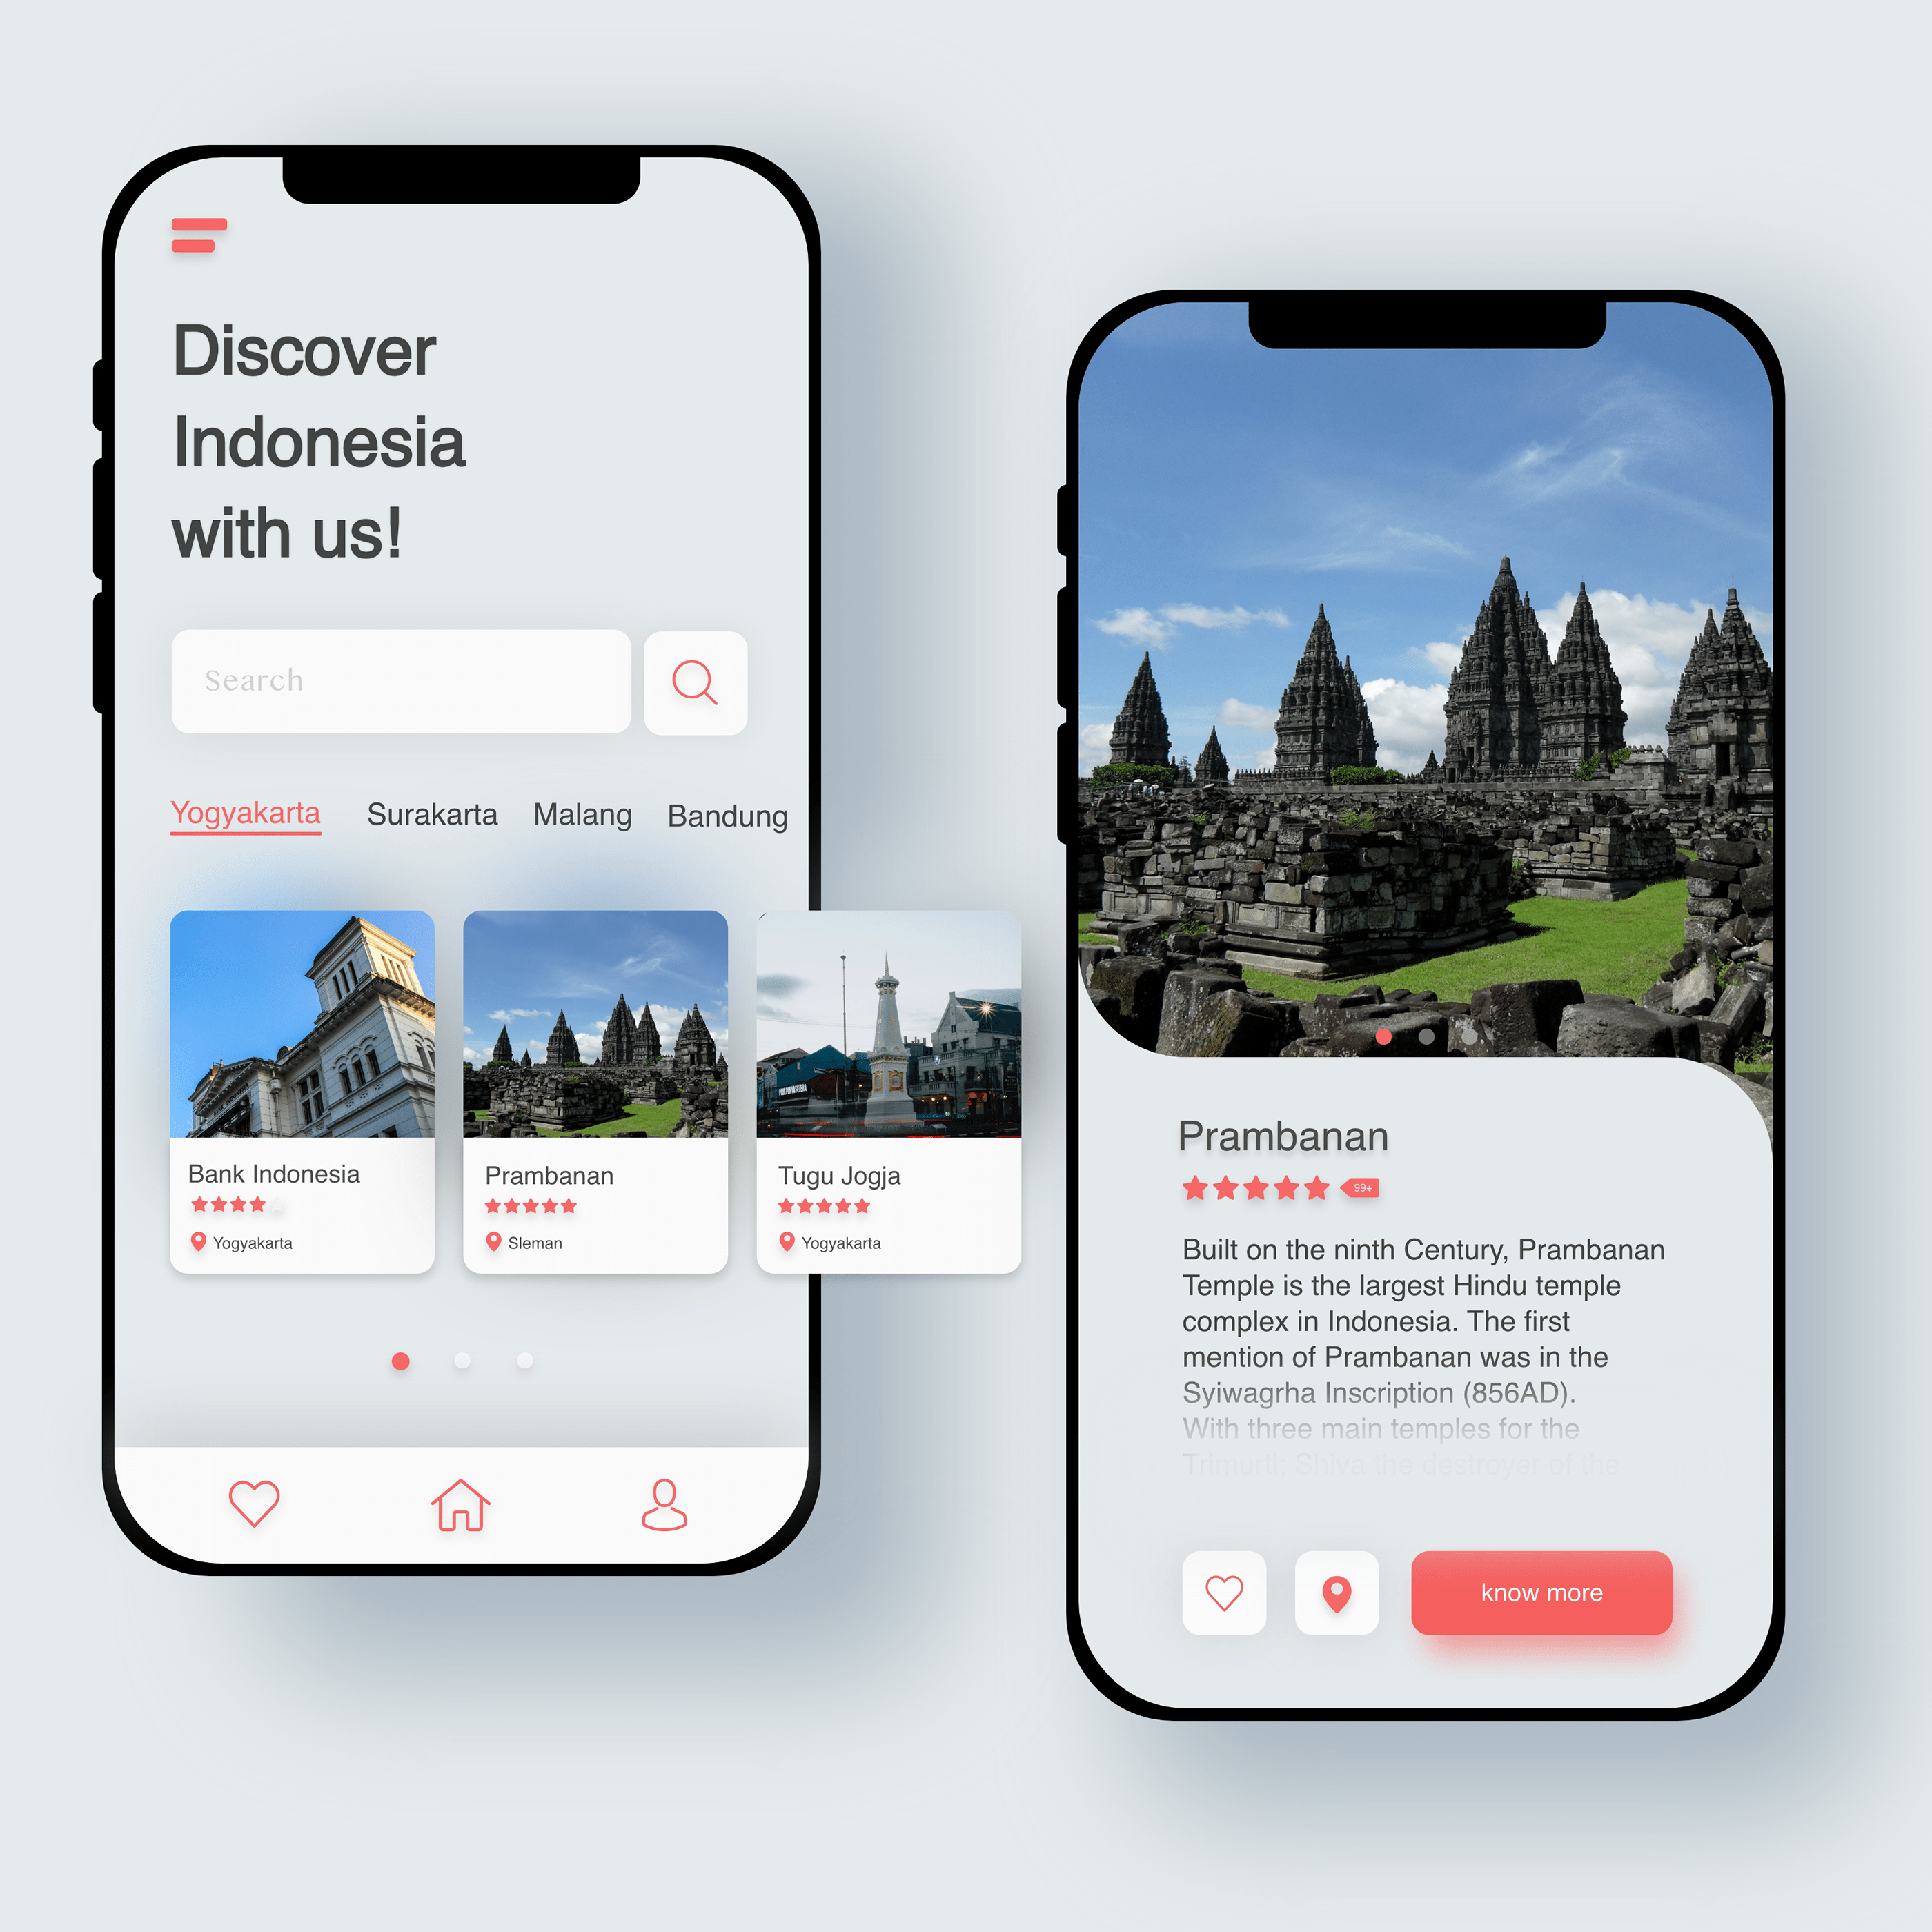 Discover
Indonesia
with us!
Search
Yogyakarta Surakarta Malang Bandung
Bank Indonesia
Yogyakarta
Prambanan
Sleman
Tugu Jogja
Yogyakarta
Prambanan
99+
Built on the ninth Century, Prambanan
Temple is the largest Hindu temple
complex in Indonesia. The first
mention of Prambanan was in the
Syiwagrha Inscription (856AD).
With three main temples for the
Trimurti; Shiva the destroyer of the
know more